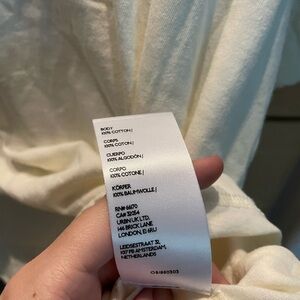 BODY
100% COTTON/
CORPS
100% COTON/
CUERPO
100% ALGODÓN/
CORPO
100% COTONE/
KÖRPER
100% BAUMWOLLE/
RN# 66170
CA# 32054
URBN UK LTD.
146 BRICK LANE
LONDON, E1 6RU
LEIDSESTRAAT 32,
1017 PB AMSTERDAM,
NETHERLANDS